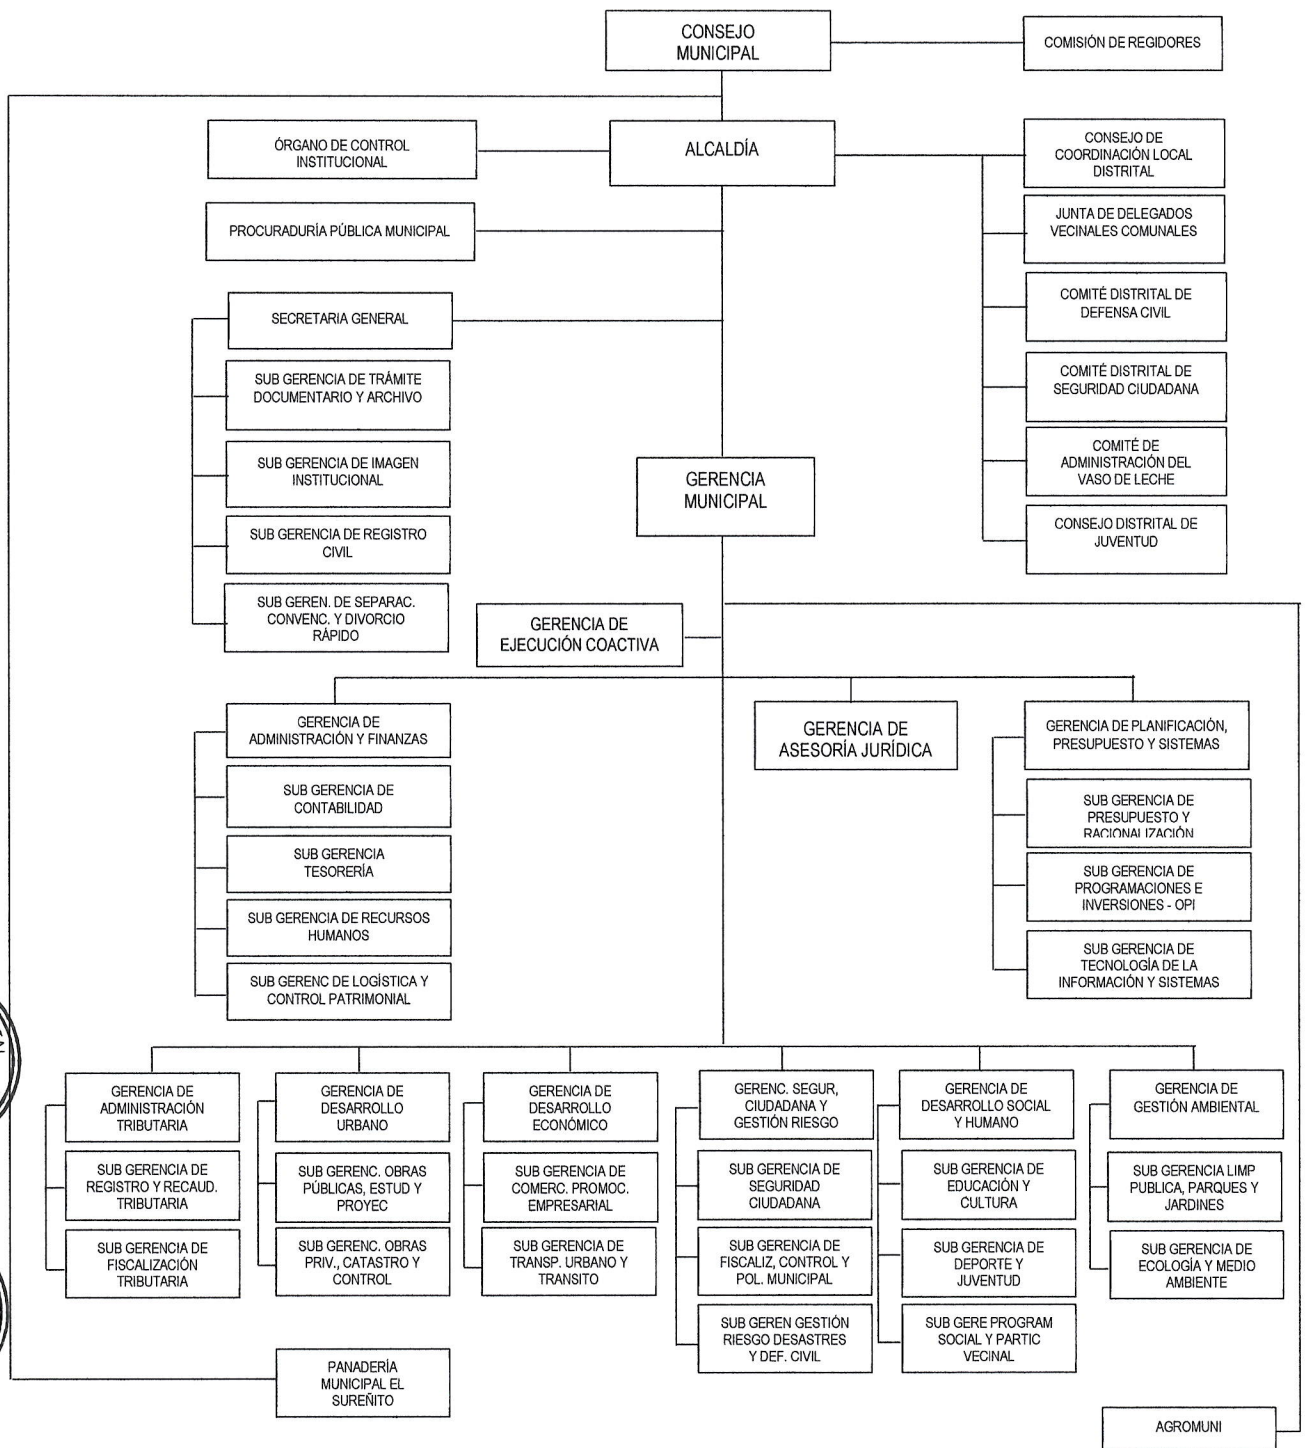 CONSEJO
MUNICIPAL
COMISIÓN DE REGIDORES
ÓRGANO DE CONTROL
INSTITUCIONAL
ALCALDÍA
CONSEJO DE
COORDINACIÓN LOCAL
DISTRITAL
PROCURADURÍA PÚBLICA MUNICIPAL
JUNTA DE DELEGADOS
VECINALES COMUNALES
SECRETARIA GENERAL
COMITÉ DISTRITAL DE
DEFENSA CIVIL
SUB GERENCIA DE TRÁMITE
DOCUMENTARIO Y ARCHIVO
COMITÉ DISTRITAL DE
SEGURIDAD CIUDADANA
SUB GERENCIA DE IMAGEN
INSTITUCIONAL
GERENCIA
MUNICIPAL
COMITÉ DE
ADMINISTRACIÓN DEL
VASO DE LECHE
SUB GERENCIA DE REGISTRO
CIVIL
CONSEJO DISTRITAL DE
JUVENTUD
SUB GEREN. DE SEPARAC.
CONVENC. Y DIVORCIO
RÁPIDO
GERENCIA DE
EJECUCIÓN COACTIVA
GERENCIA DE
ADMINISTRACIÓN Y FINANZAS
GERENCIA DE
ASESORÍA JURÍDICA
GERENCIA DE PLANIFICACIÓN,
PRESUPUESTO Y SISTEMAS
SUB GERENCIA DE
CONTABILIDAD
SUB GERENCIA DE
PRESUPUESTO Y
RACIONALIZACIÓN
SUB GERENCIA
TESORERÍA
SUB GERENCIA DE
PROGRAMACIONES E
INVERSIONES - OPI
SUB GERENCIA DE RECURSOS
HUMANOS
SUB GERENCIA DE
TECNOLOGÍA DE LA
INFORMACIÓN Y SISTEMAS
SUB GERENC DE LOGÍSTICA Y
CONTROL PATRIMONIAL
GERENCIA DE
ADMINISTRACIÓN
TRIBUTARIA
GERENCIA DE
DESARROLLO
URBANO
GERENCIA DE
DESARROLLO
ECONÓMICO
GERENC. SEGUR,
CIUDADANA Y
GESTIÓN RIESGO
GERENCIA DE
DESARROLLO SOCIAL
Y HUMANO
GERENCIA DE
GESTIÓN AMBIENTAL
SUB GERENCIA DE
REGISTRO Y RECAUD.
TRIBUTARIA
SUB GERENC. OBRAS
PÚBLICAS, ESTUD Y
PROYEC
SUB GERENCIA DE
COMERC. PROMOC.
EMPRESARIAL
SUB GERENCIA DE
SEGURIDAD
CIUDADANA
SUB GERENCIA DE
EDUCACIÓN Y
CULTURA
SUB GERENCIA LIMP
PUBLICA, PARQUES Y
JARDINES
SUB GERENCIA DE
FISCALIZACIÓN
TRIBUTARIA
SUB GERENC. OBRAS
PRIV., CATASTRO Y
CONTROL
SUB GERENCIA DE
TRANSP. URBANO Y
TRANSITO
SUB GERENCIA DE
FISCALIZ, CONTROL Y
POL. MUNICIPAL
SUB GERENCIA DE
DEPORTE Y
JUVENTUD
SUB GERENCIA DE
ECOLOGÍA Y MEDIO
AMBIENTE
SUB GEREN GESTIÓN
RIESGO DESASTRES
Y DEF. CIVIL
SUB GERE PROGRAM
SOCIAL Y PARTIC
VECINAL
PANADERÍA
MUNICIPAL EL
SUREÑITO
AGROMUNI